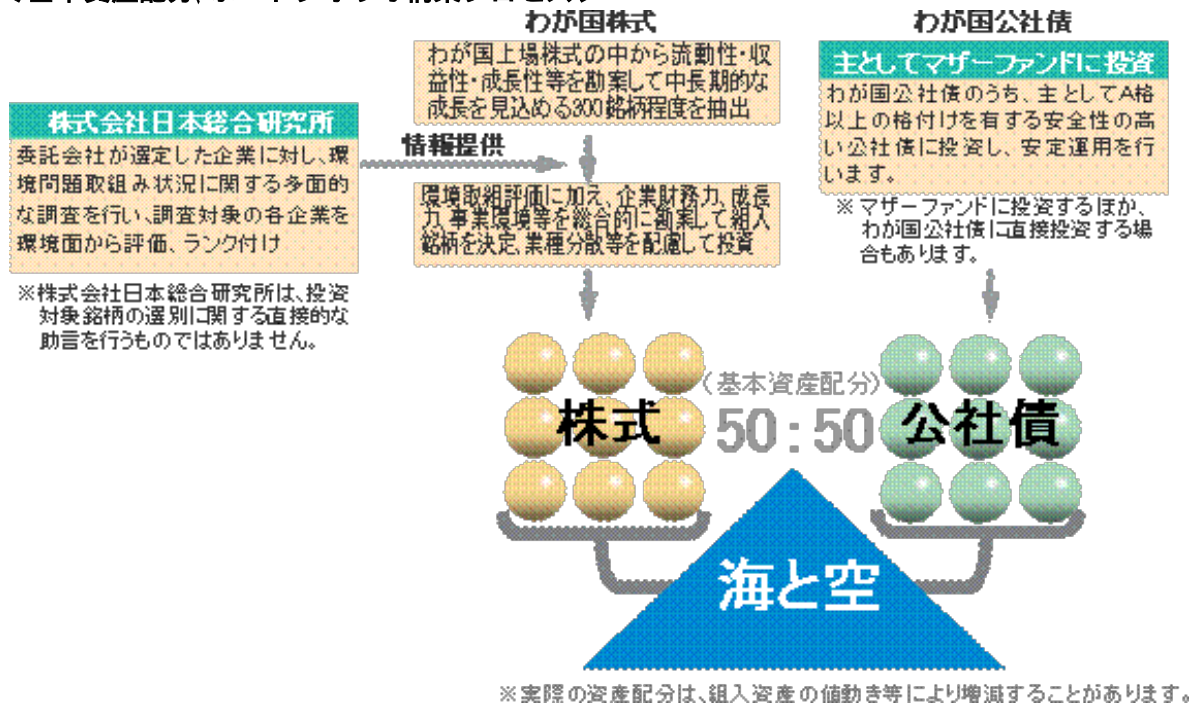 わが国株式
わが国上場株式の中から流動性・収
益性・成長性等を勘案して中長期的な
成長を見込める300銘柄程度を抽出
株式会社日本総合研究所
委託会社が選定した企業に対し、環
境問題取組み状況に関する多面的
な調査を行い、調査対象の各企業を
環境面から評価、ランク付け
※株式会社日本総合研究所は、投資
対象銘柄の選別に関する直接的な
助言を行うものではありません。
情報提供
環境取組評価に加え、企業財務力、成長
力、事業環境等を総合的に勘案して組入
銘柄を決定、業種分散等を配慮して投資
わが国公社債
主としてマザーファンドに投資
わが国公社債のうち、主としてA格
以上の格付けを有する安全性の高
い公社債に投資し、安定運用を行
います。
※マザーファンドに投資するほか、
わが国公社債に直接投資する場
合もあります。
(基本資産配分)
株式
50:50
公社債
海と空
※実際の資産配分は、組入資産の値動き等により増減することがあります。